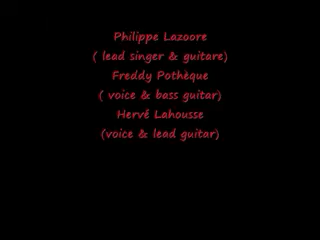 Philippe Lazoore
( lead singer & guitare)
Freddy Pothèque
( voice & bass guitar)
Hervé Lahousse
(voice & lead guitar)